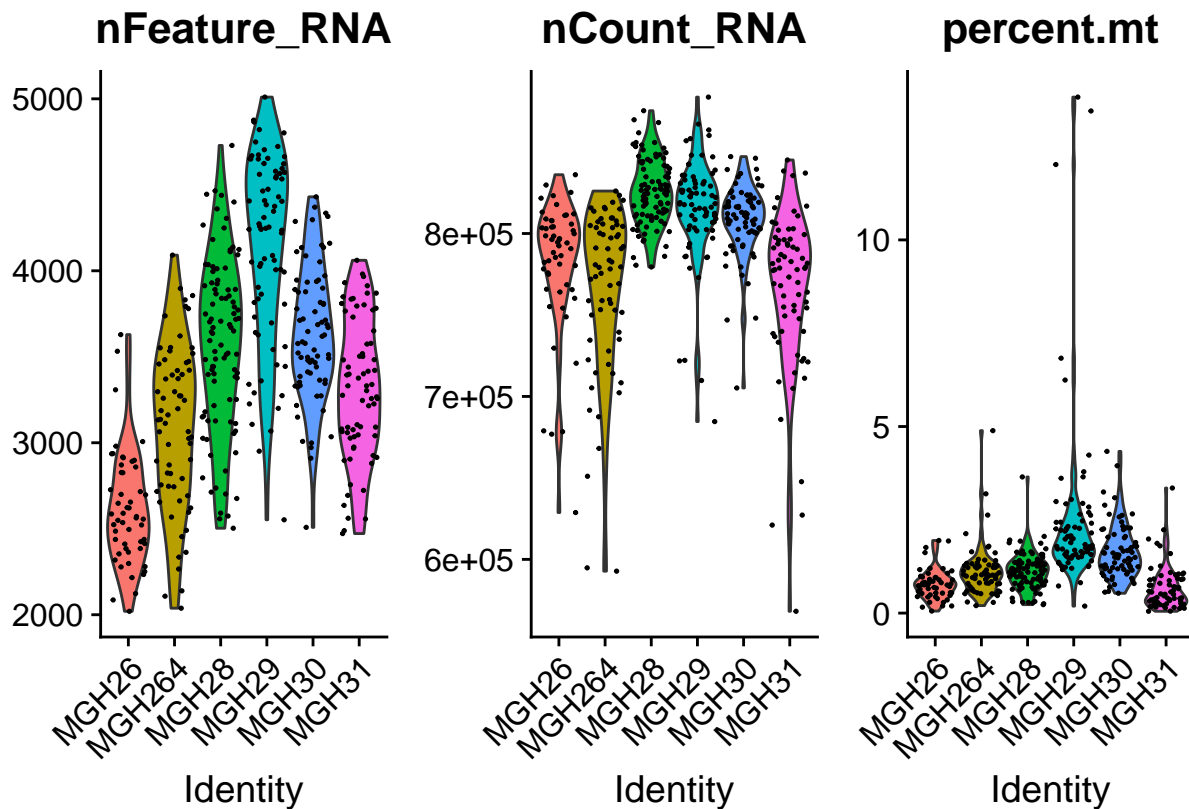 nFeature_RNA
5000
4000
3000
2000
MGH26
MGH264
MGH28
MGH29
MGH30
MGH31
Identity
nCount_RNA
8e+05
7e+05
6e+05
MGH26
MGH264
MGH28
MGH29
MGH30
MGH31
Identity
percent.mt
10
5
0
MGH26
MGH264
MGH28
MGH29
MGH30
MGH31
Identity